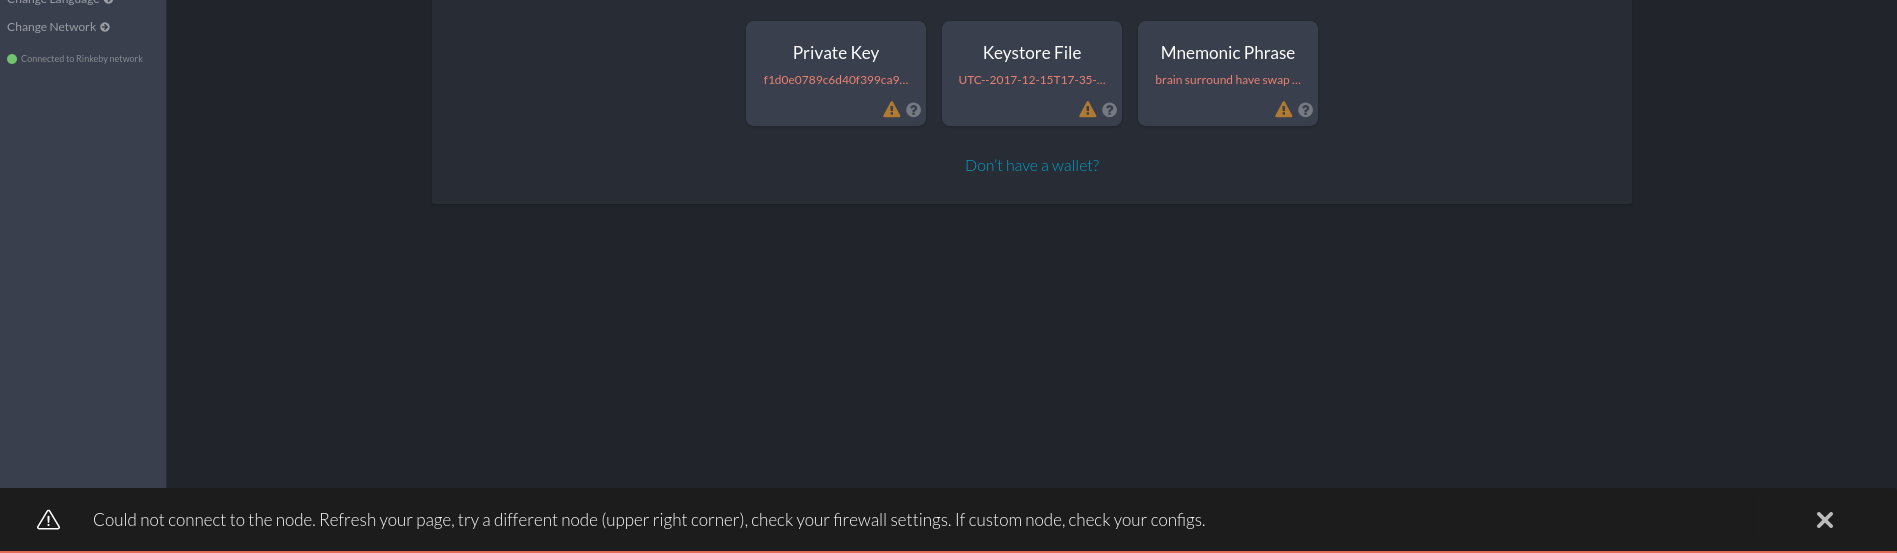 Change Language
Change Network
Connected to Rinkeby network
Private Key
f1d0e0789c6d40f399ca9...
Keystore File
UTC--2017-12-15T17-35-...
Mnemonic Phrase
brain surround have swap ...
Don't have a wallet?
Could not connect to the node. Refresh your page, try a different node (upper right corner), check your firewall settings. If custom node, check your configs.